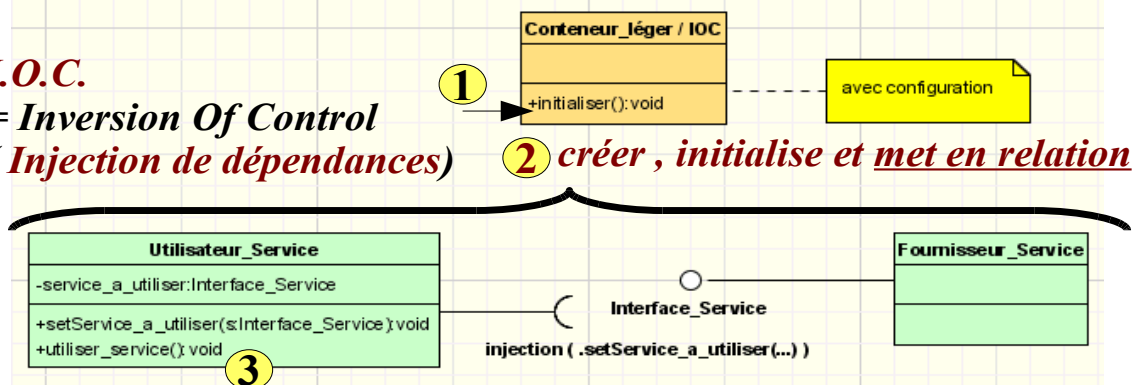 Conteneur_léger / IOC
.O.C.
= Inversion Of Control
( Injection de dépendances)
1
+initialiser():void
avec configuration
2 créer , initialise et met en relation
Utilisateur_Service
-service_a_utiliser:Interface_Service
+setService_a_utiliser(s:Interface_Service):void
+utiliser_service():void
3
Interface_Service
injection ( .setService_a_utiliser(...) )
Fournisseur_Service